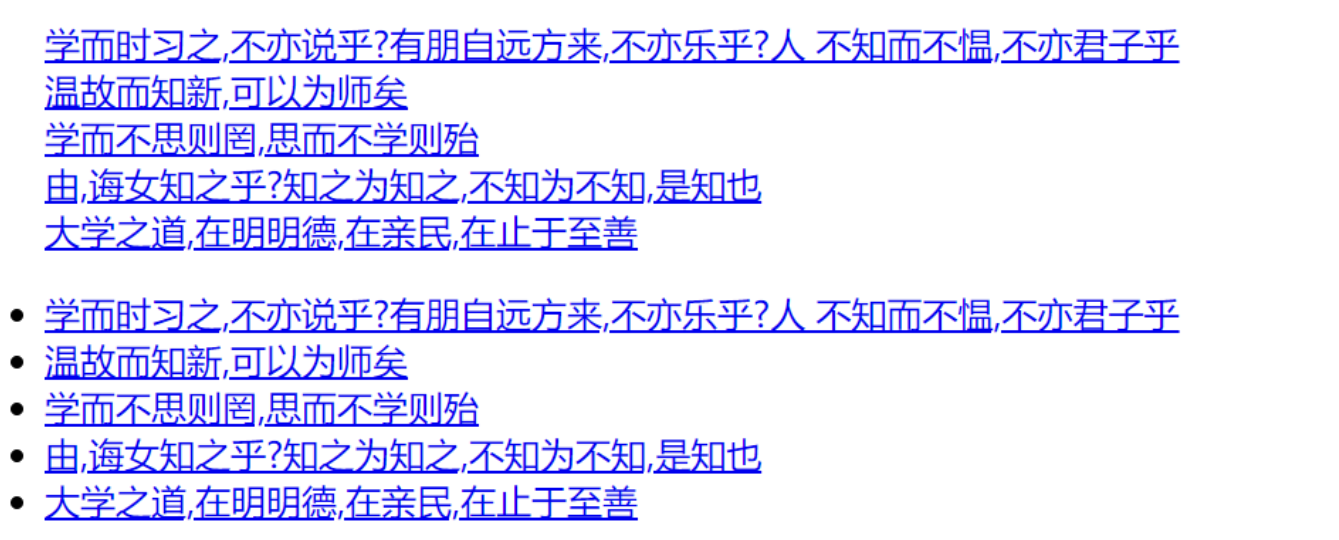 学而时习之,不亦说乎?有朋自远方来,不亦乐乎?人 不知而不愠,不亦君子乎
温故而知新,可以为师矣
学而不思则罔,思而不学则殆
由,诲女知之乎?知之为知之,不知为不知,是知也
大学之道,在明明德,在亲民,在止于至善
学而时习之,不亦说乎?有朋自远方来,不亦乐乎?人 不知而不愠,不亦君子乎
温故而知新,可以为师矣
学而不思则罔,思而不学则殆
由,诲女知之乎?知之为知之,不知为不知,是知也
大学之道,在明明德,在亲民,在止于至善